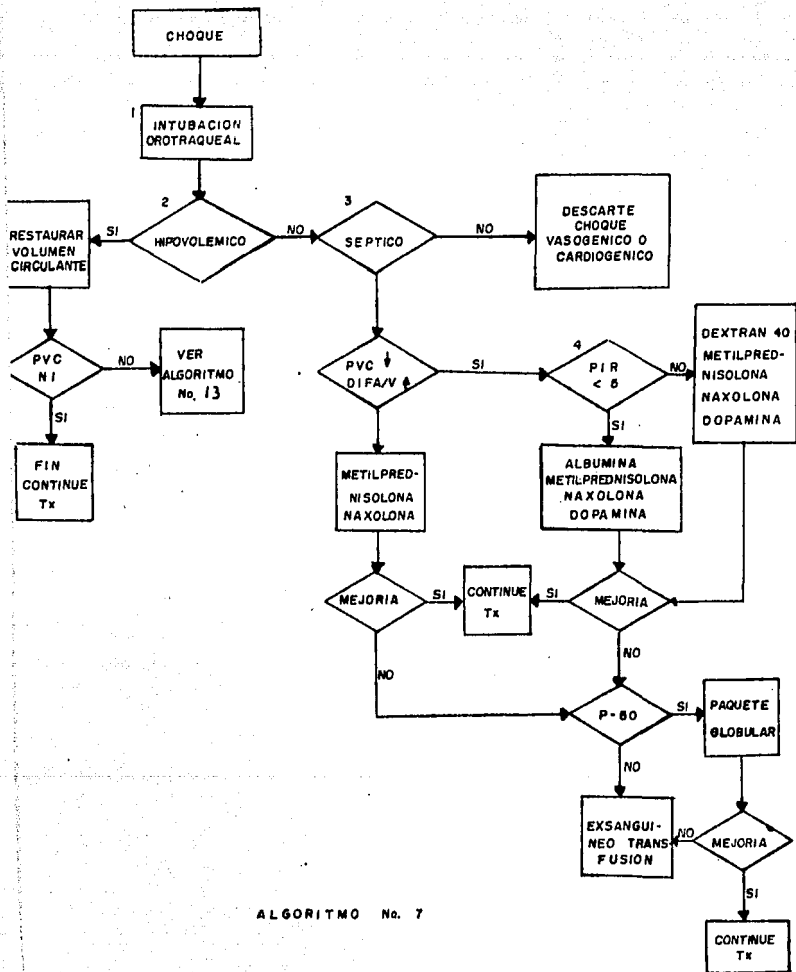 CHOQUE
1
INTUBACION
OROTRAQUEAL
2
HIPOVOLEMICO
SI
NO
3
SEPTICO
NO
DESCARTE
CHOQUE
VASOGENICO O
CARDIOGENICO
RESTAURAR
VOLUMEN
CIRCULANTE
PVC
NI
NO
VER
ALGORITMO
No. 13
SI
FIN
CONTINUE
Tx
PVC ↓
DIFA/V ↑
SI
4
PIR
NO
DEXTRAN 40
METILPRED-
NISOLONA
NAXOLONA
DOPAMINA
SI
METILPRED-
NISOLONA
NAXOLONA
ALBUMINA
METILPREDNISOLONA
NAXOLONA
DOPAMINA
MEJORIA
SI
CONTINUE
Tx
SI
MEJORIA
NO
NO
SI
PAQUETE
GLOBULAR
NO
EXSANGUI-
NEO TRANS
FUSION
NO
MEJORIA
SI
CONTINUE
Tx
ALGORITMO No. 7